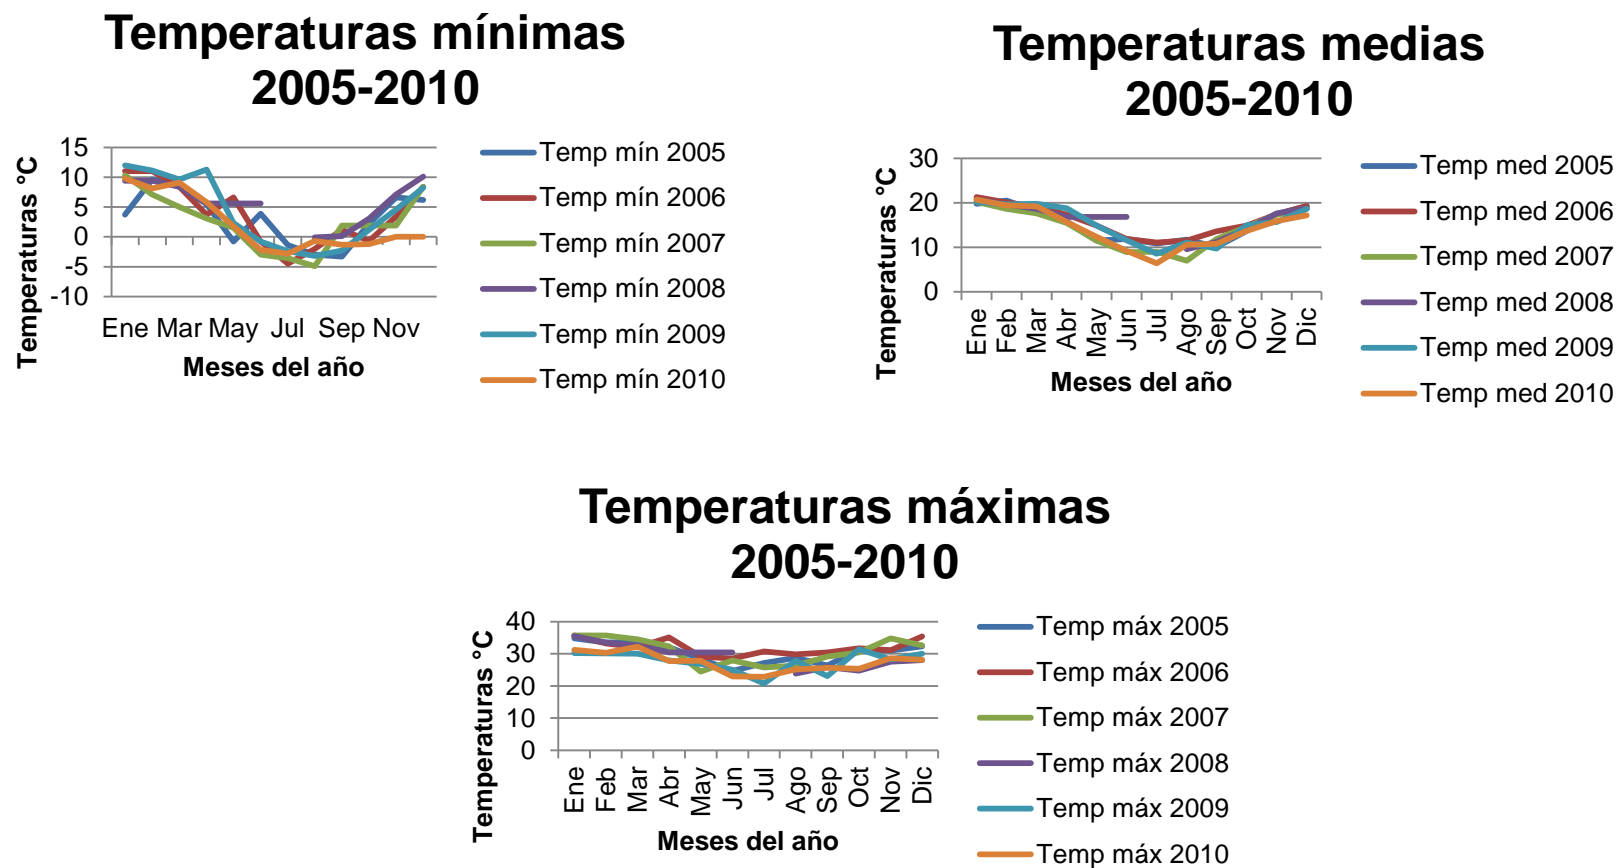 Temperaturas mínimas
2005-2010
15
10
5
0
-5
-10
Temperaturas °C
Ene Mar May Jul Sep Nov
Meses del año
Temp mín 2005
Temp mín 2006
Temp mín 2007
Temp mín 2008
Temp mín 2009
Temp mín 2010
Temperaturas medias
2005-2010
30
20
10
0
Temperaturas °C
Ene
Feb
Mar
Abr
May
Jun
Jul
Ago
Sep
Oct
Nov
Dic
Meses del año
Temp med 2005
Temp med 2006
Temp med 2007
Temp med 2008
Temp med 2009
Temp med 2010
Temperaturas máximas
2005-2010
40
30
20
10
0
Temperaturas °C
Ene
Feb
Mar
Abr
May
Jun
Jul
Ago
Sep
Oct
Nov
Dic
Meses del año
Temp máx 2005
Temp máx 2006
Temp máx 2007
Temp máx 2008
Temp máx 2009
Temp máx 2010